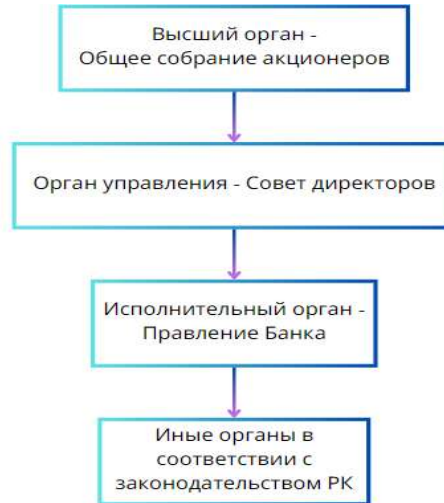 Высший орган -
Общее собрание акционеров
Орган управления - Совет директоров
Исполнительный орган -
Правление Банка
Иные органы в
соответствии с
законодательством РК